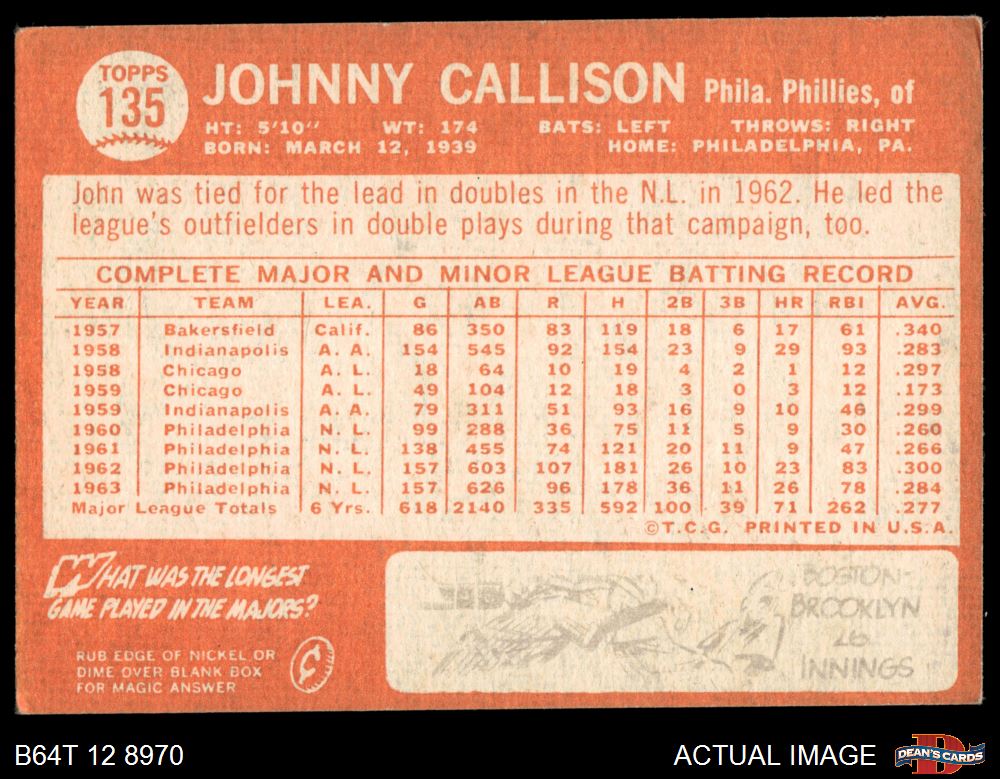 TOPPS
135
JOHNNY CALLISON Phila. Phillies, of
HT: 5'10" WT: 174 BATS: LEFT THROWS: RIGHT
BORN: MARCH 12, 1939 HOME: PHILADELPHIA, PA.
John was tied for the lead in doubles in the N.L. in 1962. He led the
league's outfielders in double plays during that campaign, too.
COMPLETE MAJOR AND MINOR LEAGUE BATTING RECORD
YEAR TEAM LEA. G AB R H 2B 3B HR RBI AVG.
1957 Bakersfield Calif. 86 350 83 119 18 6 17 61 .340
1958 Indianapolis A. A. 154 545 92 154 23 9 29 93 .283
1958 Chicago A. L. 18 64 10 19 4 2 1 12 .297
1959 Chicago A. L. 49 104 12 18 3 0 3 12 .173
1959 Indianapolis A. A. 79 311 51 93 16 9 10 46 .299
1960 Philadelphia N. L. 99 288 36 75 11 5 9 30 .260
1961 Philadelphia N. L. 138 455 74 121 20 11 9 47 .266
1962 Philadelphia N. L. 157 603 107 181 26 10 23 83 .300
1963 Philadelphia N. L. 157 626 96 178 36 11 26 78 .284
Major League Totals 6 Yrs. 618 2140 335 592 100 39 71 262 .277
©T.C.G. PRINTED IN U.S.A.
WHAT WAS THE LONGEST
GAME PLAYED IN THE MAJORS?
RUB EDGE OF NICKEL OR
DIME OVER BLANK BOX
FOR MAGIC ANSWER
BOSTON-
BROOKLYN
26
INNINGS
B64T 12 8970
ACTUAL IMAGE
DEAN'S CARDS